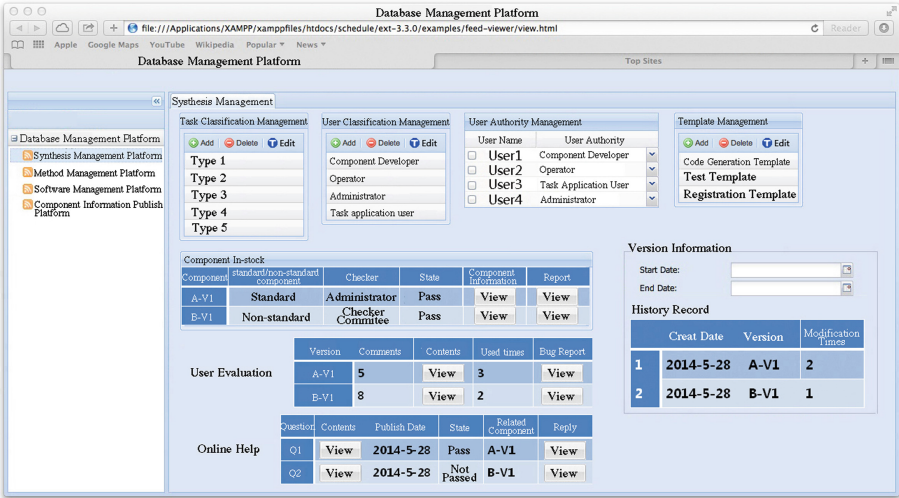 Database Management Platform
file:///Applications/XAMPP/xamppfiles/htdocs/schedule/ext-3.3.0/examples/feed-viewer/view.html
Reader
Apple Google Maps YouTube Wikipedia Popular ▾ News ▾
Database Management Platform Top Sites
Database Management Platform
Systhesis Management Platform
Method Management Platform
Software Management Platform
Component Information Publish
Platform
Systhesis Management
Task Classification Management
Add Delete Edit
Type 1
Type 2
Type 3
Type 4
Type 5
User Classification Management
Add Delete Edit
Component Developer
Operator
Administrator
Task application user
User Authority Management
User Name User Authority
User1 Component Developer
User2 Operator
User3 Task Application User
User4 Administrator
Template Management
Add Delete Edit
Code Generation Template
Test Template
Registration Template
Component In-stock
Component standard/non-standard component Checker State Component Information Report
A-V1 Standard Administrator Pass View View
B-V1 Non-standard Checker Commitee Pass View View
User Evaluation
Version Comments Contents Used times Bug Report
A-V1 5 View 3 View
B-V1 8 View 2 View
Online Help
Question Contents Publish Date State Related Component Reply
Q1 View 2014-5-28 Pass A-V1 View
Q2 View 2014-5-28 Not Passed B-V1 View
Version Information
Start Date:
End Date:
History Record
Creat Date Version Modification Times
1 2014-5-28 A-V1 2
2 2014-5-28 B-V1 1